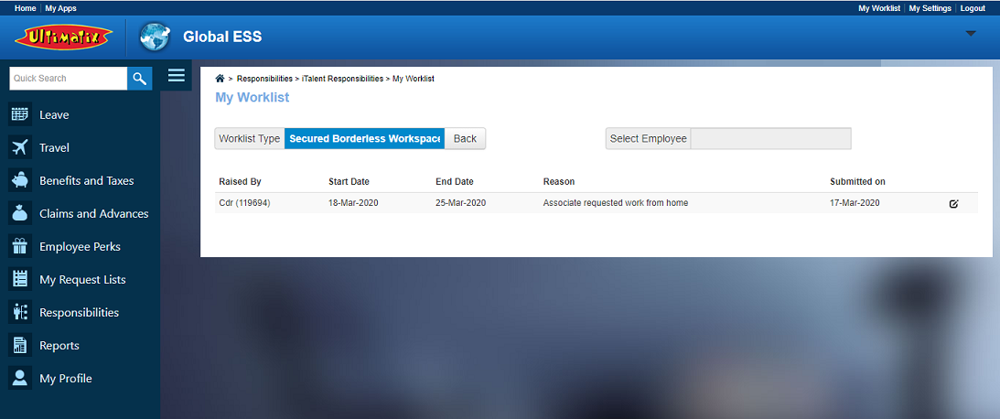 Home My Apps My Worklist My Settings Logout
Ultimatix Global ESS
Quick Search
Leave
Travel
Benefits and Taxes
Claims and Advances
Employee Perks
My Request Lists
Responsibilities
Reports
My Profile
> Responsibilities > iTalent Responsibilities > My Worklist
My Worklist
Worklist Type Secured Borderless Workspace Back Select Employee
Raised By Start Date End Date Reason Submitted on
Cdr (119694) 18-Mar-2020 25-Mar-2020 Associate requested work from home 17-Mar-2020